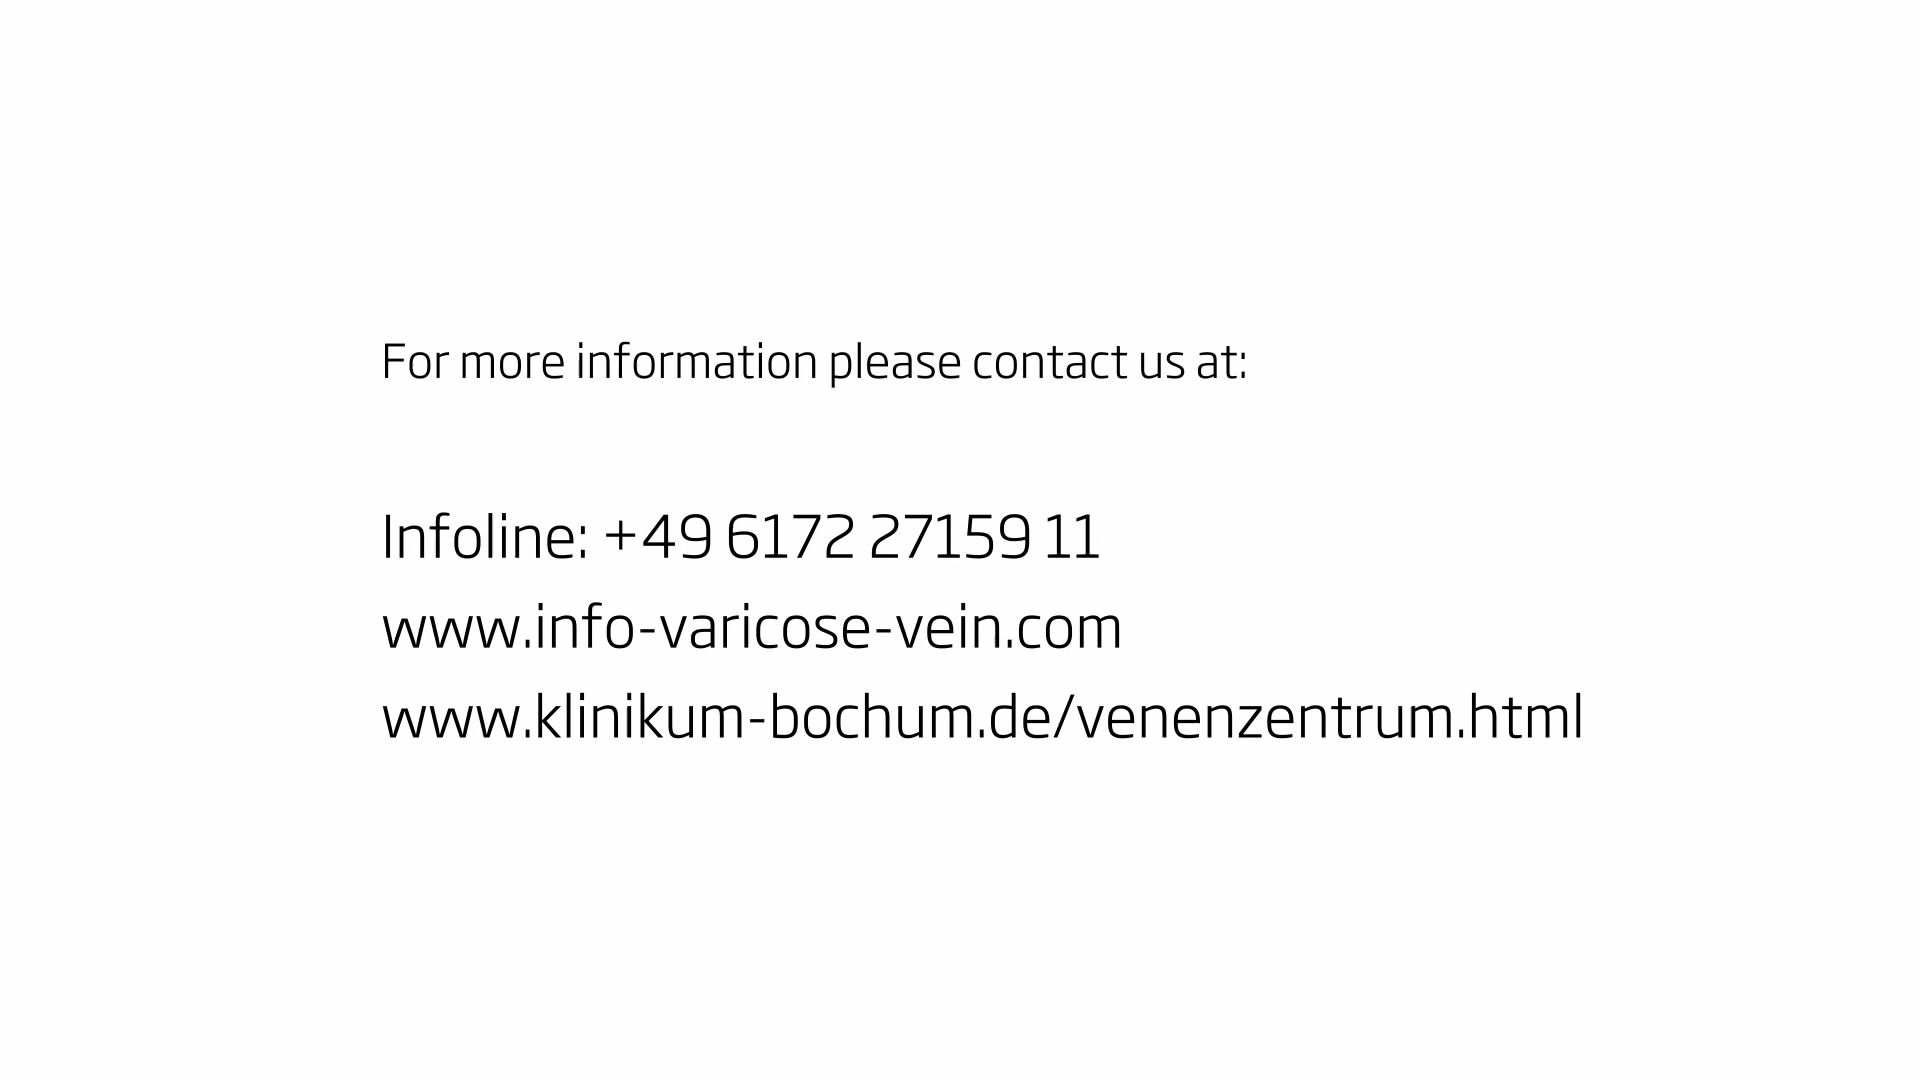 For more information please contact us at:
Infoline: +49 6172 27159 11
www.info-varicose-vein.com
www.klinikum-bochum.de/venenzentrum.html